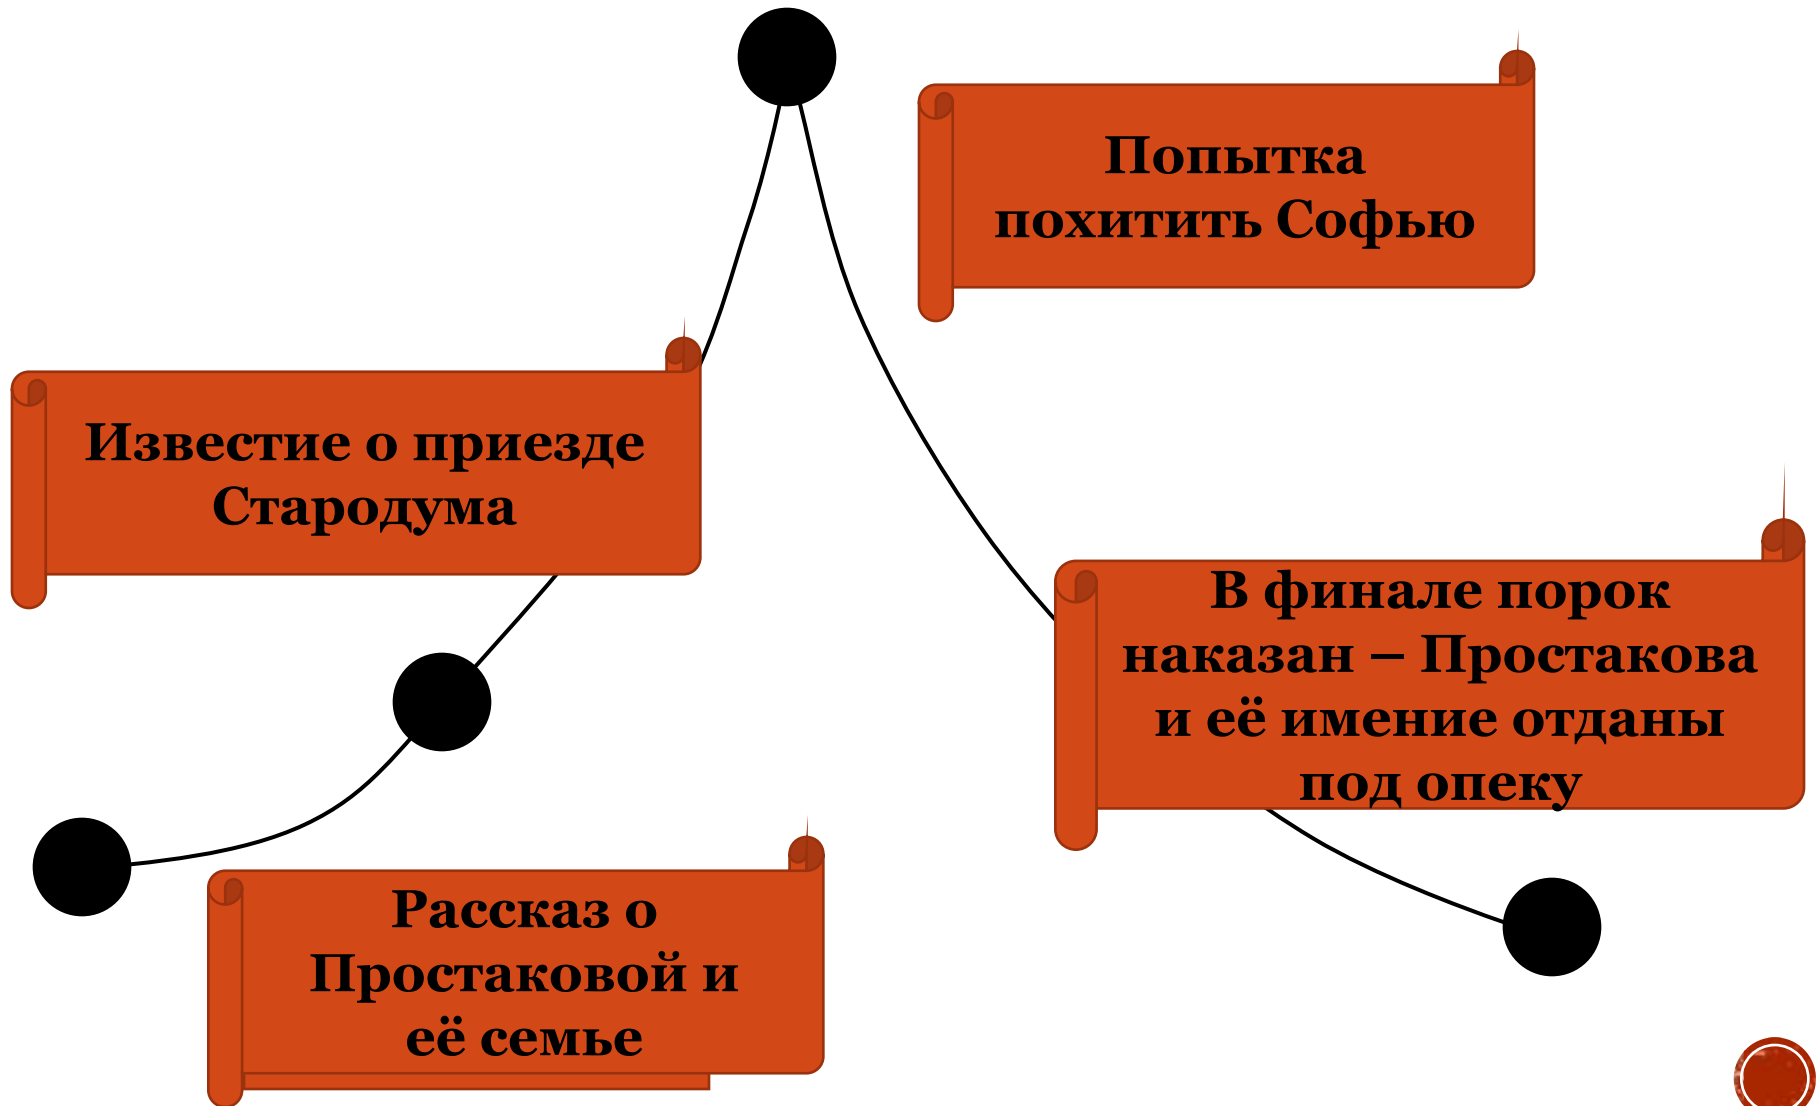 Попытка
похитить Софью
Известие о приезде
Стародума
В финале порок
наказан – Простакова
и её имение отданы
под опеку
Рассказ о
Простаковой и
её семье